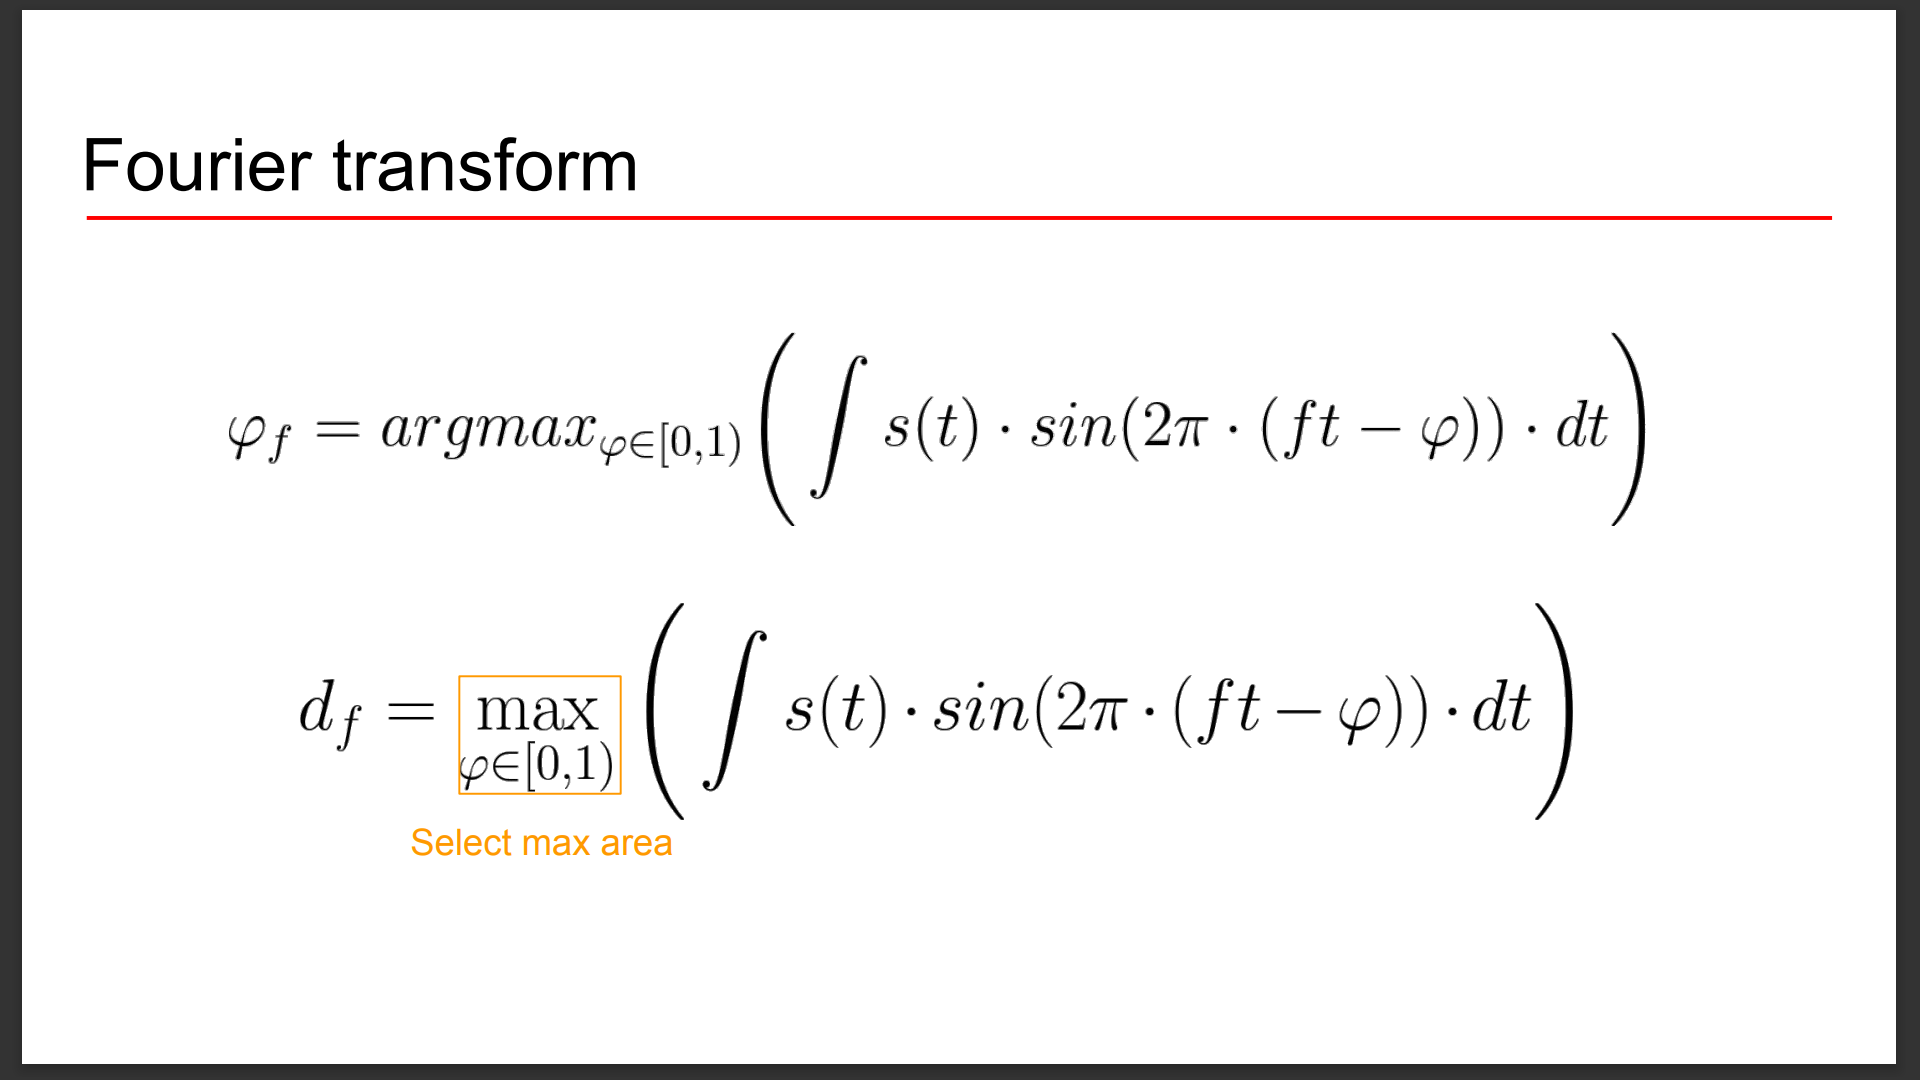 Fourier transform
φ_f = argmax_{φ∈[0,1)} ( ∫ s(t) · sin(2π · (ft − φ)) · dt )
d_f = max_{φ∈[0,1)} ( ∫ s(t) · sin(2π · (ft − φ)) · dt )
Select max area